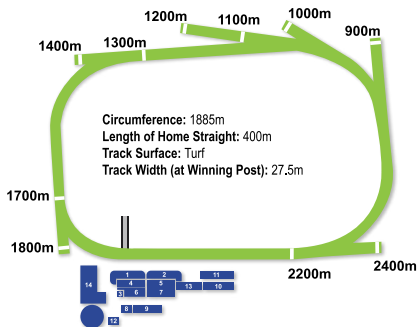 1200m
1100m
1000m
900m
1400m
1300m
Circumference: 1885m
Length of Home Straight: 400m
Track Surface: Turf
Track Width (at Winning Post): 27.5m
1700m
1800m
2200m
2400m
1
2
11
14
4
5
13
10
3
6
7
8
9
12